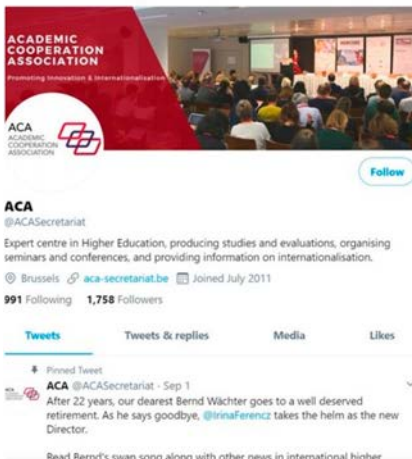 ACADEMIC
COOPERATION
ASSOCIATION
Promoting Innovation & Internationalisation
ACA
ACADEMIC
COOPERATION
ASSOCIATION
Follow
ACA
@ACASecretariat
Expert centre in Higher Education, producing studies and evaluations, organising
seminars and conferences, and providing information on internationalisation.
Brussels aca-secretariat.be Joined July 2011
991 Following 1,758 Followers
Tweets Tweets & replies Media Likes
Pinned Tweet
ACA @ACASecretariat · Sep 1
After 22 years, our dearest Bernd Wächter goes to a well deserved
retirement. As he says goodbye, @IrinaFerencz takes the helm as the new
Director.
Read Bernd's swan song along with other news in international higher